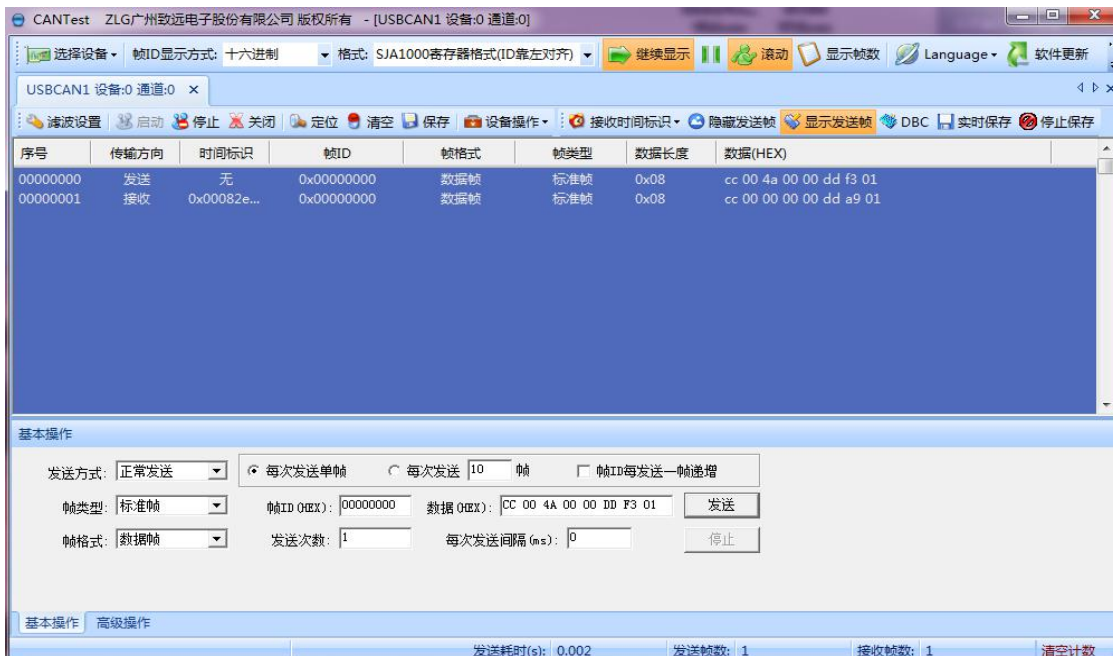 CANTest ZLG广州致远电子股份有限公司 版权所有 - [USBCAN1 设备:0 通道:0]
选择设备 帧ID显示方式: 十六进制 格式: SJA1000寄存器格式(ID靠左对齐) 继续显示 滚动 显示帧数 Language 软件更新
USBCAN1 设备:0 通道:0
滤波设置 启动 停止 关闭 定位 清空 保存 设备操作 接收时间标识 隐藏发送帧 显示发送帧 DBC 实时保存 停止保存
序号 传输方向 时间标识 帧ID 帧格式 帧类型 数据长度 数据(HEX)
00000000 发送 无 0x00000000 数据帧 标准帧 0x08 cc 00 4a 00 00 dd f3 01
00000001 接收 0x00082e... 0x00000000 数据帧 标准帧 0x08 cc 00 00 00 00 dd a9 01
基本操作
发送方式: 正常发送 每次发送单帧 每次发送 10 帧 帧ID每发送一帧递增
帧类型: 标准帧 帧ID(HEX): 00000000 数据(HEX): CC 00 4A 00 00 DD F3 01 发送
帧格式: 数据帧 发送次数: 1 每次发送间隔(ms): 0 停止
基本操作 高级操作
发送耗时(s): 0.002 发送帧数: 1 接收帧数: 1 清空计数